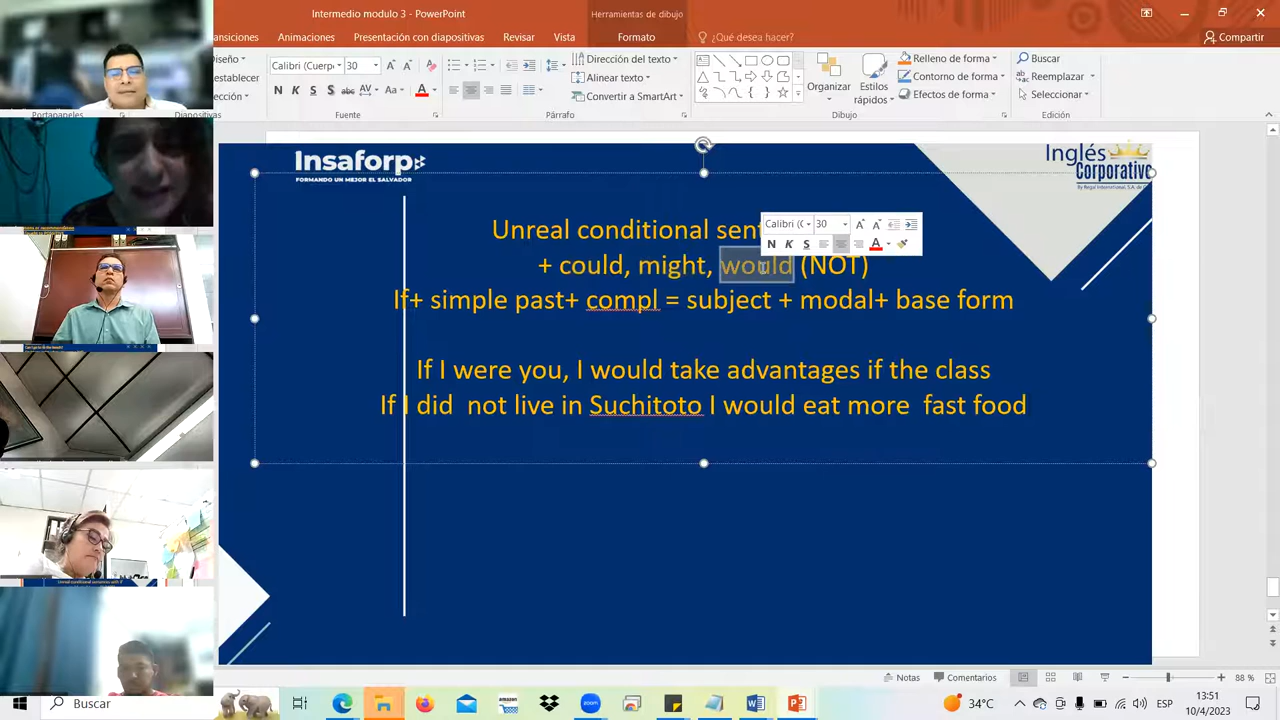 Intermedio modulo 3 - PowerPoint
Herramientas de dibujo
Animaciones
Presentación con diapositivas
Revisar
Vista
Formato
¿Qué desea hacer?
Compartir
Calibri (Cuerp
30
Dirección del texto
Alinear texto
Convertir a SmartArt
Organizar
Estilos
rápidos
Relleno de forma
Contorno de forma
Efectos de forma
Buscar
Reemplazar
Seleccionar
Portapapeles
Diapositivas
Fuente
Párrafo
Dibujo
Edición
Insaforp
FORMANDO UN MEJOR EL SALVADOR
Inglés
Corporativo
Calibri (
30
N K S
Unreal conditional sent
+ could, might, would (NOT)
If+ simple past+ compl = subject + modal+ base form
If I were you, I would take advantages if the class
If I did not live in Suchitoto I would eat more fast food
Notas
Comentarios
88 %
Buscar
34°C
ESP
13:51
10/4/2023